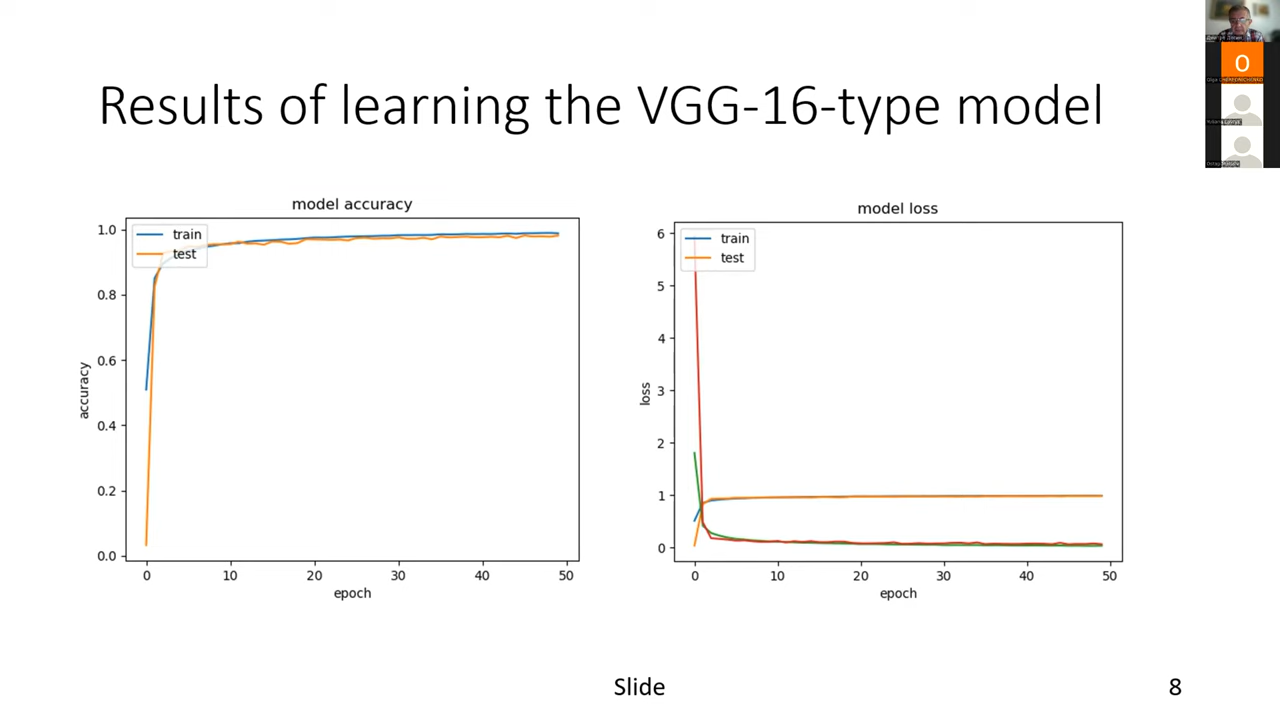 Results of learning the VGG-16-type model
model accuracy
train
test
1.0
0.8
0.6
0.4
0.2
0.0
accuracy
0 10 20 30 40 50
epoch
model loss
train
test
6
5
4
3
2
1
0
loss
0 10 20 30 40 50
epoch
Slide
8
O